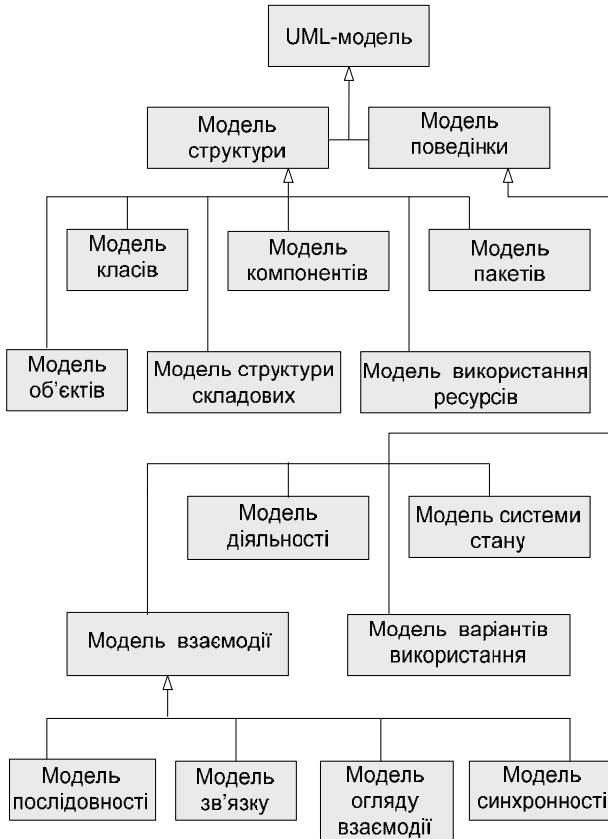 UML-модель
Модель
структури
Модель
поведінки
Модель
класів
Модель
компонентів
Модель
пакетів
Модель
об’єктів
Модель структури
складових
Модель використання
ресурсів
Модель
діяльності
Модель системи
стану
Модель взаємодії
Модель варіантів
використання
Модель
послідовності
Модель
зв’язку
Модель
огляду
взаємодії
Модель
синхронності